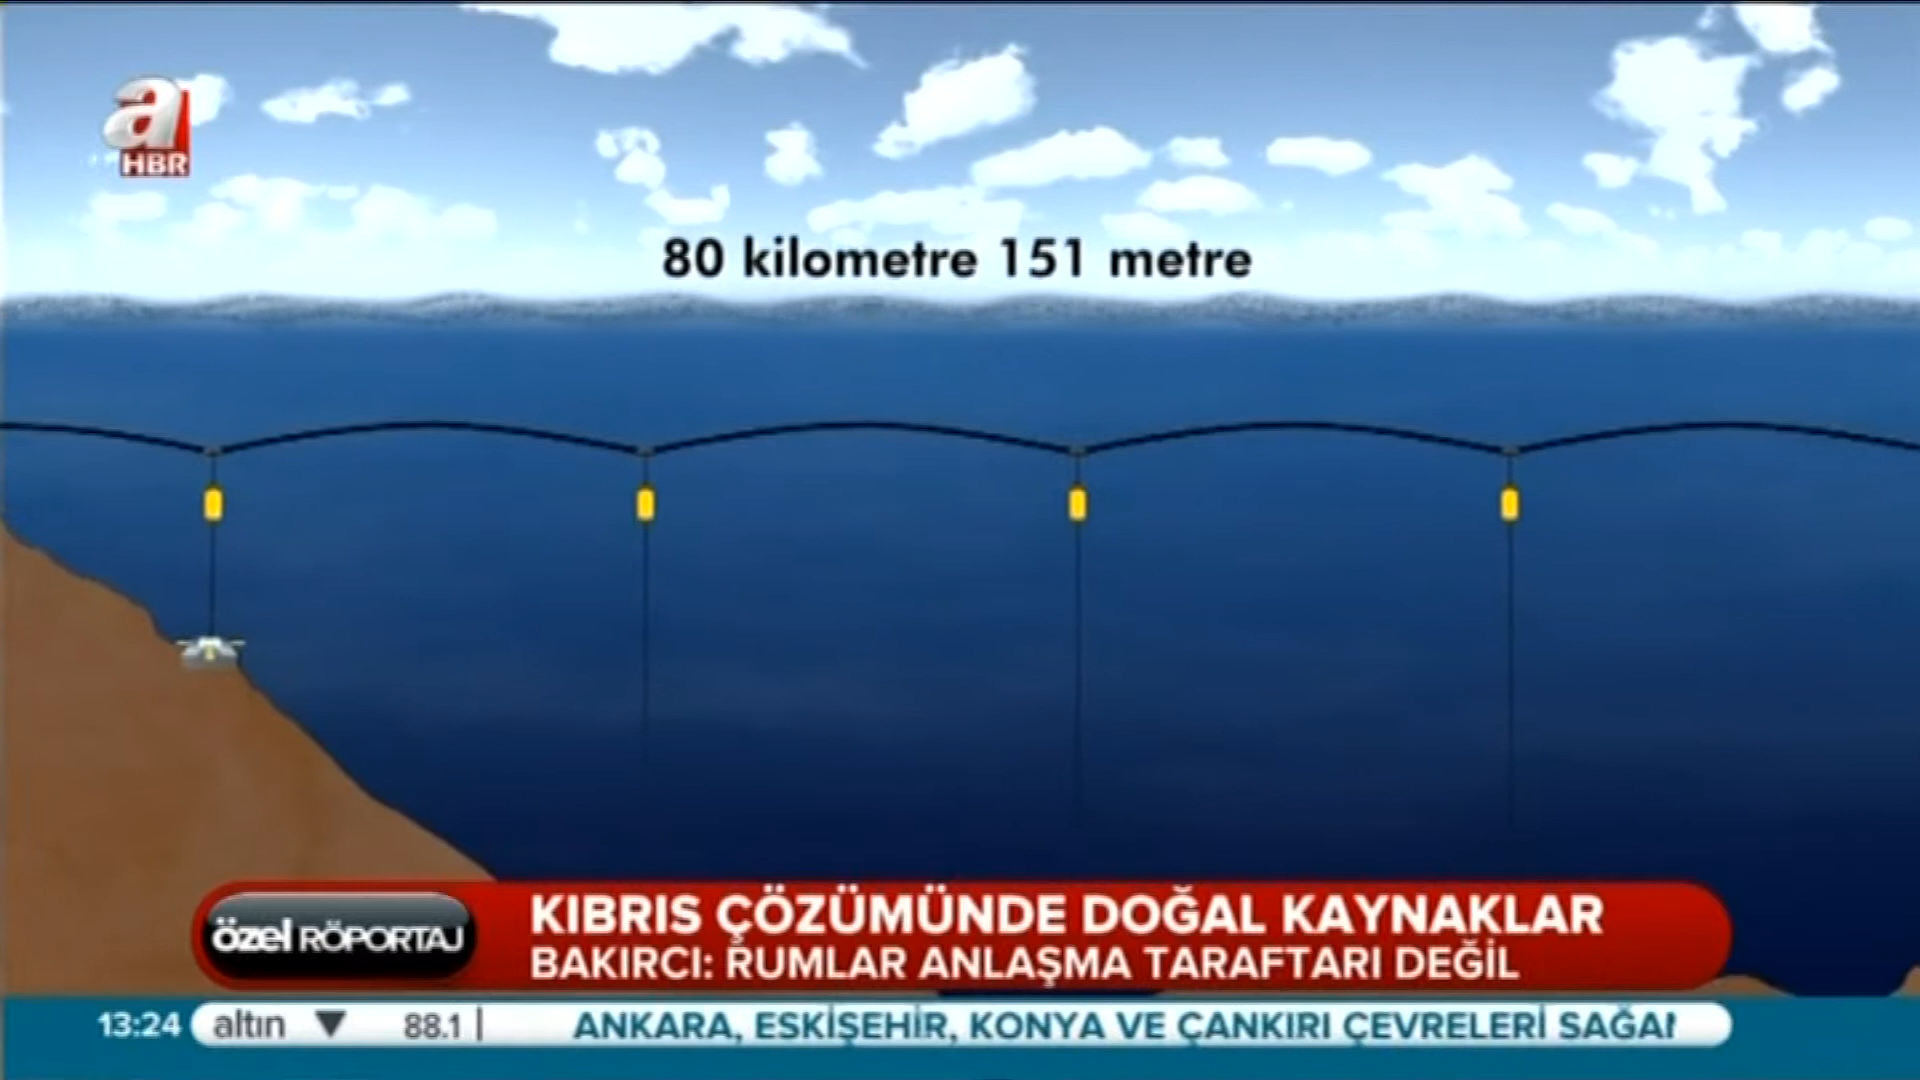 a
HBR
80 kilometre 151 metre
özel RÖPORTAJ
KIBRIS ÇÖZÜMÜNDE DOĞAL KAYNAKLAR
BAKIRCI: RUMLAR ANLAŞMA TARAFTARI DEĞİL
13:24 altın ▼ 88.1 | ANKARA, ESKİŞEHİR, KONYA VE ÇANKIRI ÇEVRELERİ